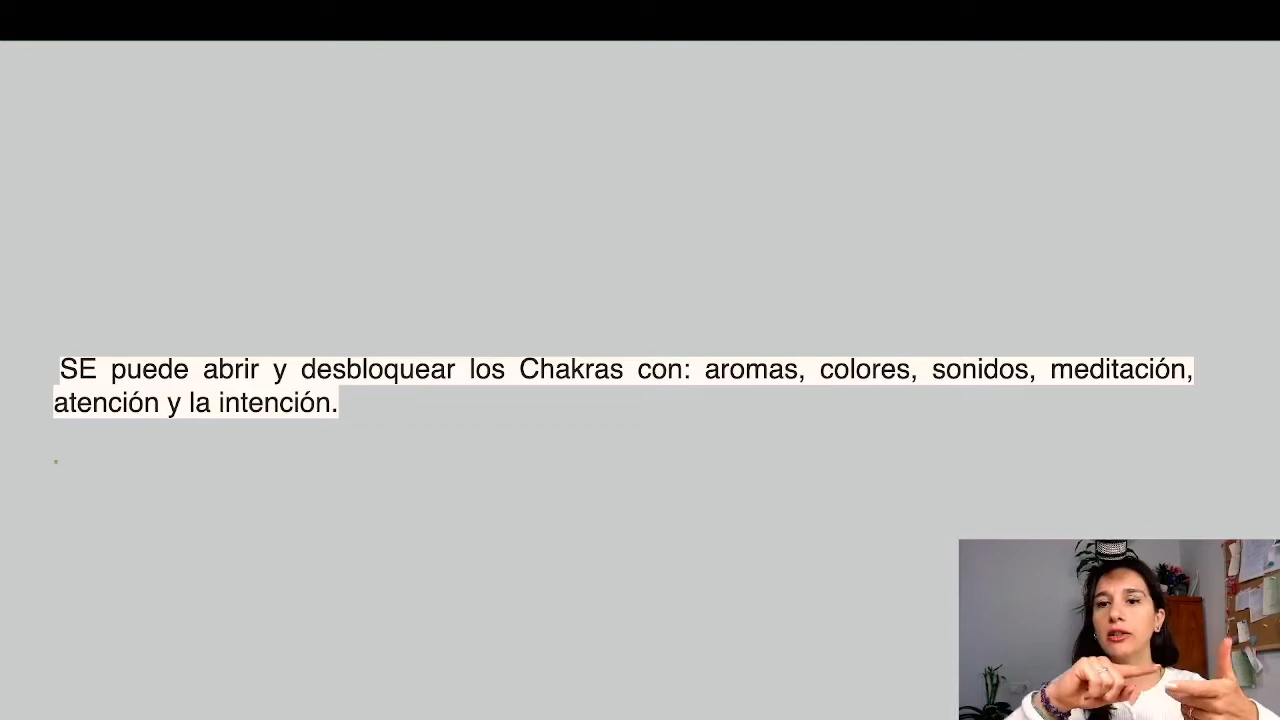 SE puede abrir y desbloquear los Chakras con: aromas, colores, sonidos, meditación,
atención y la intención.